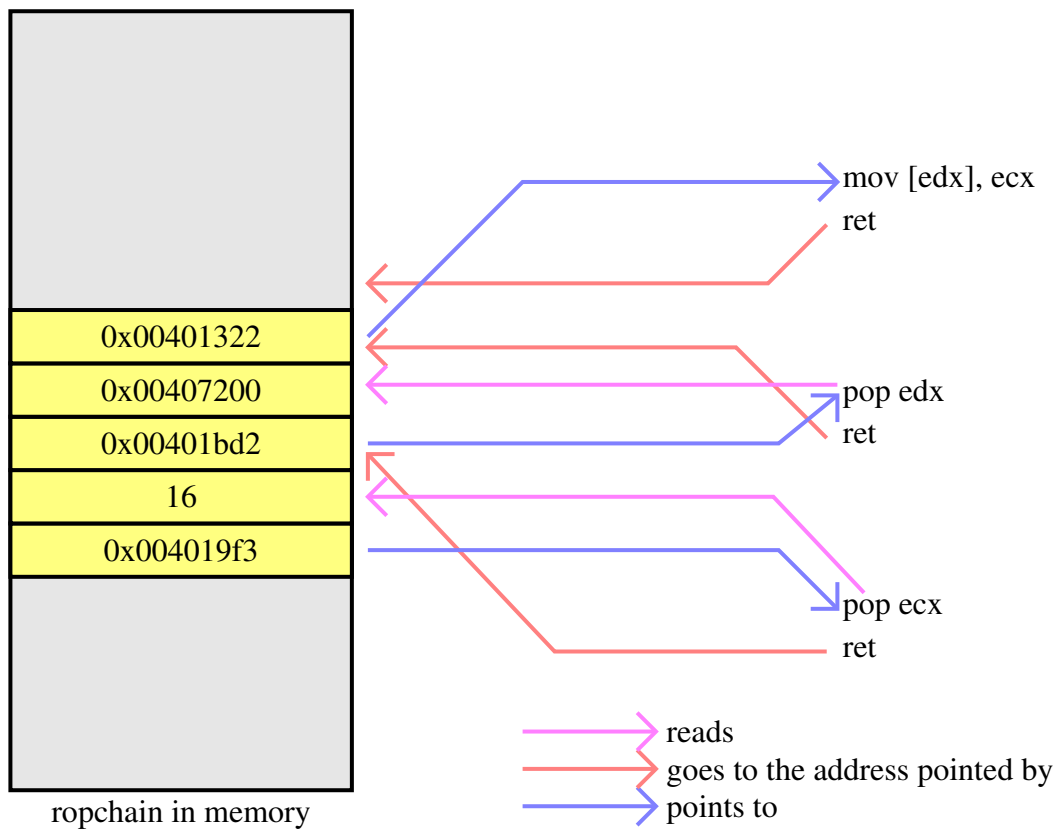 mov [edx], ecx
ret
0x00401322
0x00407200
pop edx
0x00401bd2
ret
16
0x004019f3
pop ecx
ret
reads
goes to the address pointed by
points to
ropchain in memory